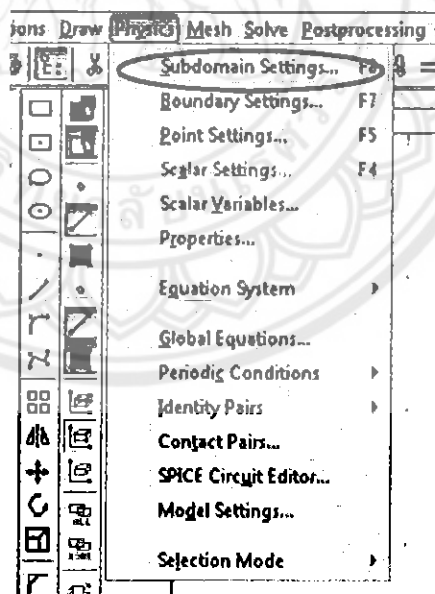 ions Draw Physics Mesh Solve Postprocessing
Subdomain Settings... F8
Boundary Settings... F7
Point Settings... F5
Scalar Settings... F4
Scalar Variables...
Properties...
Equation System
Global Equations...
Periodic Conditions
Identity Pairs
Contact Pairs...
SPICE Circuit Editor...
Model Settings...
Selection Mode